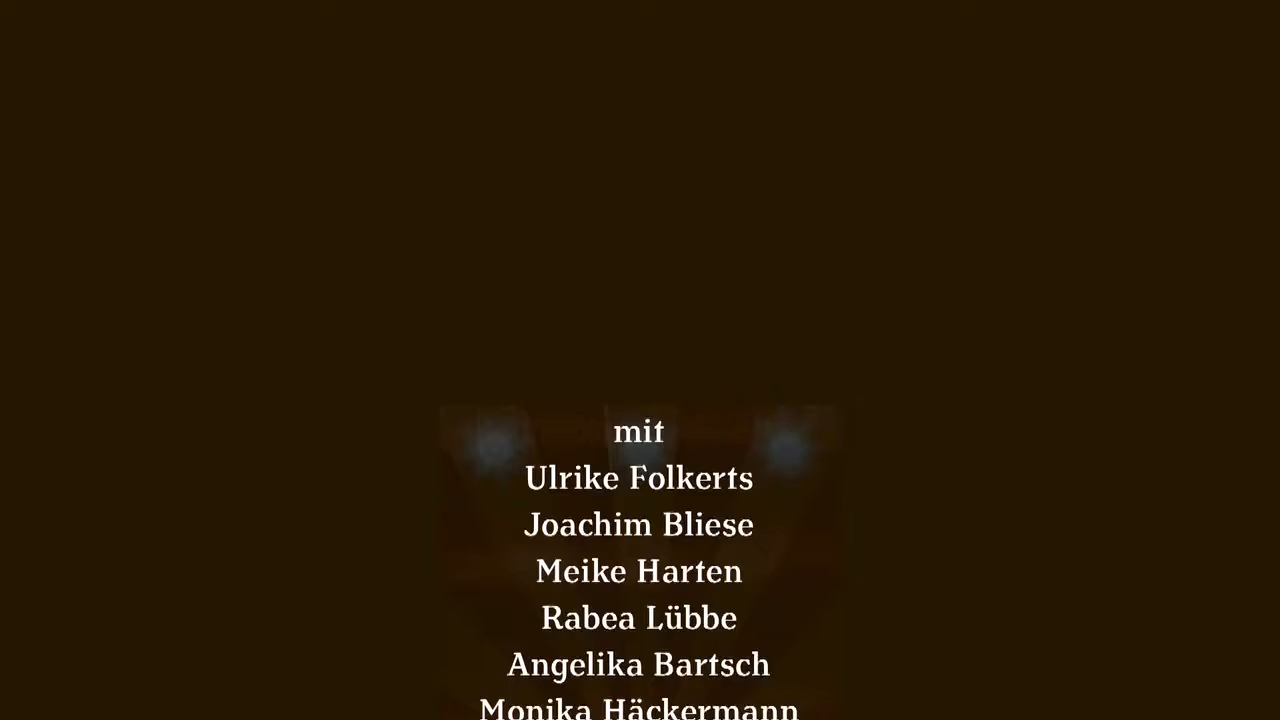 mit
Ulrike Folkerts
Joachim Bliese
Meike Harten
Rabea Lübbe
Angelika Bartsch
Monika Häckermann